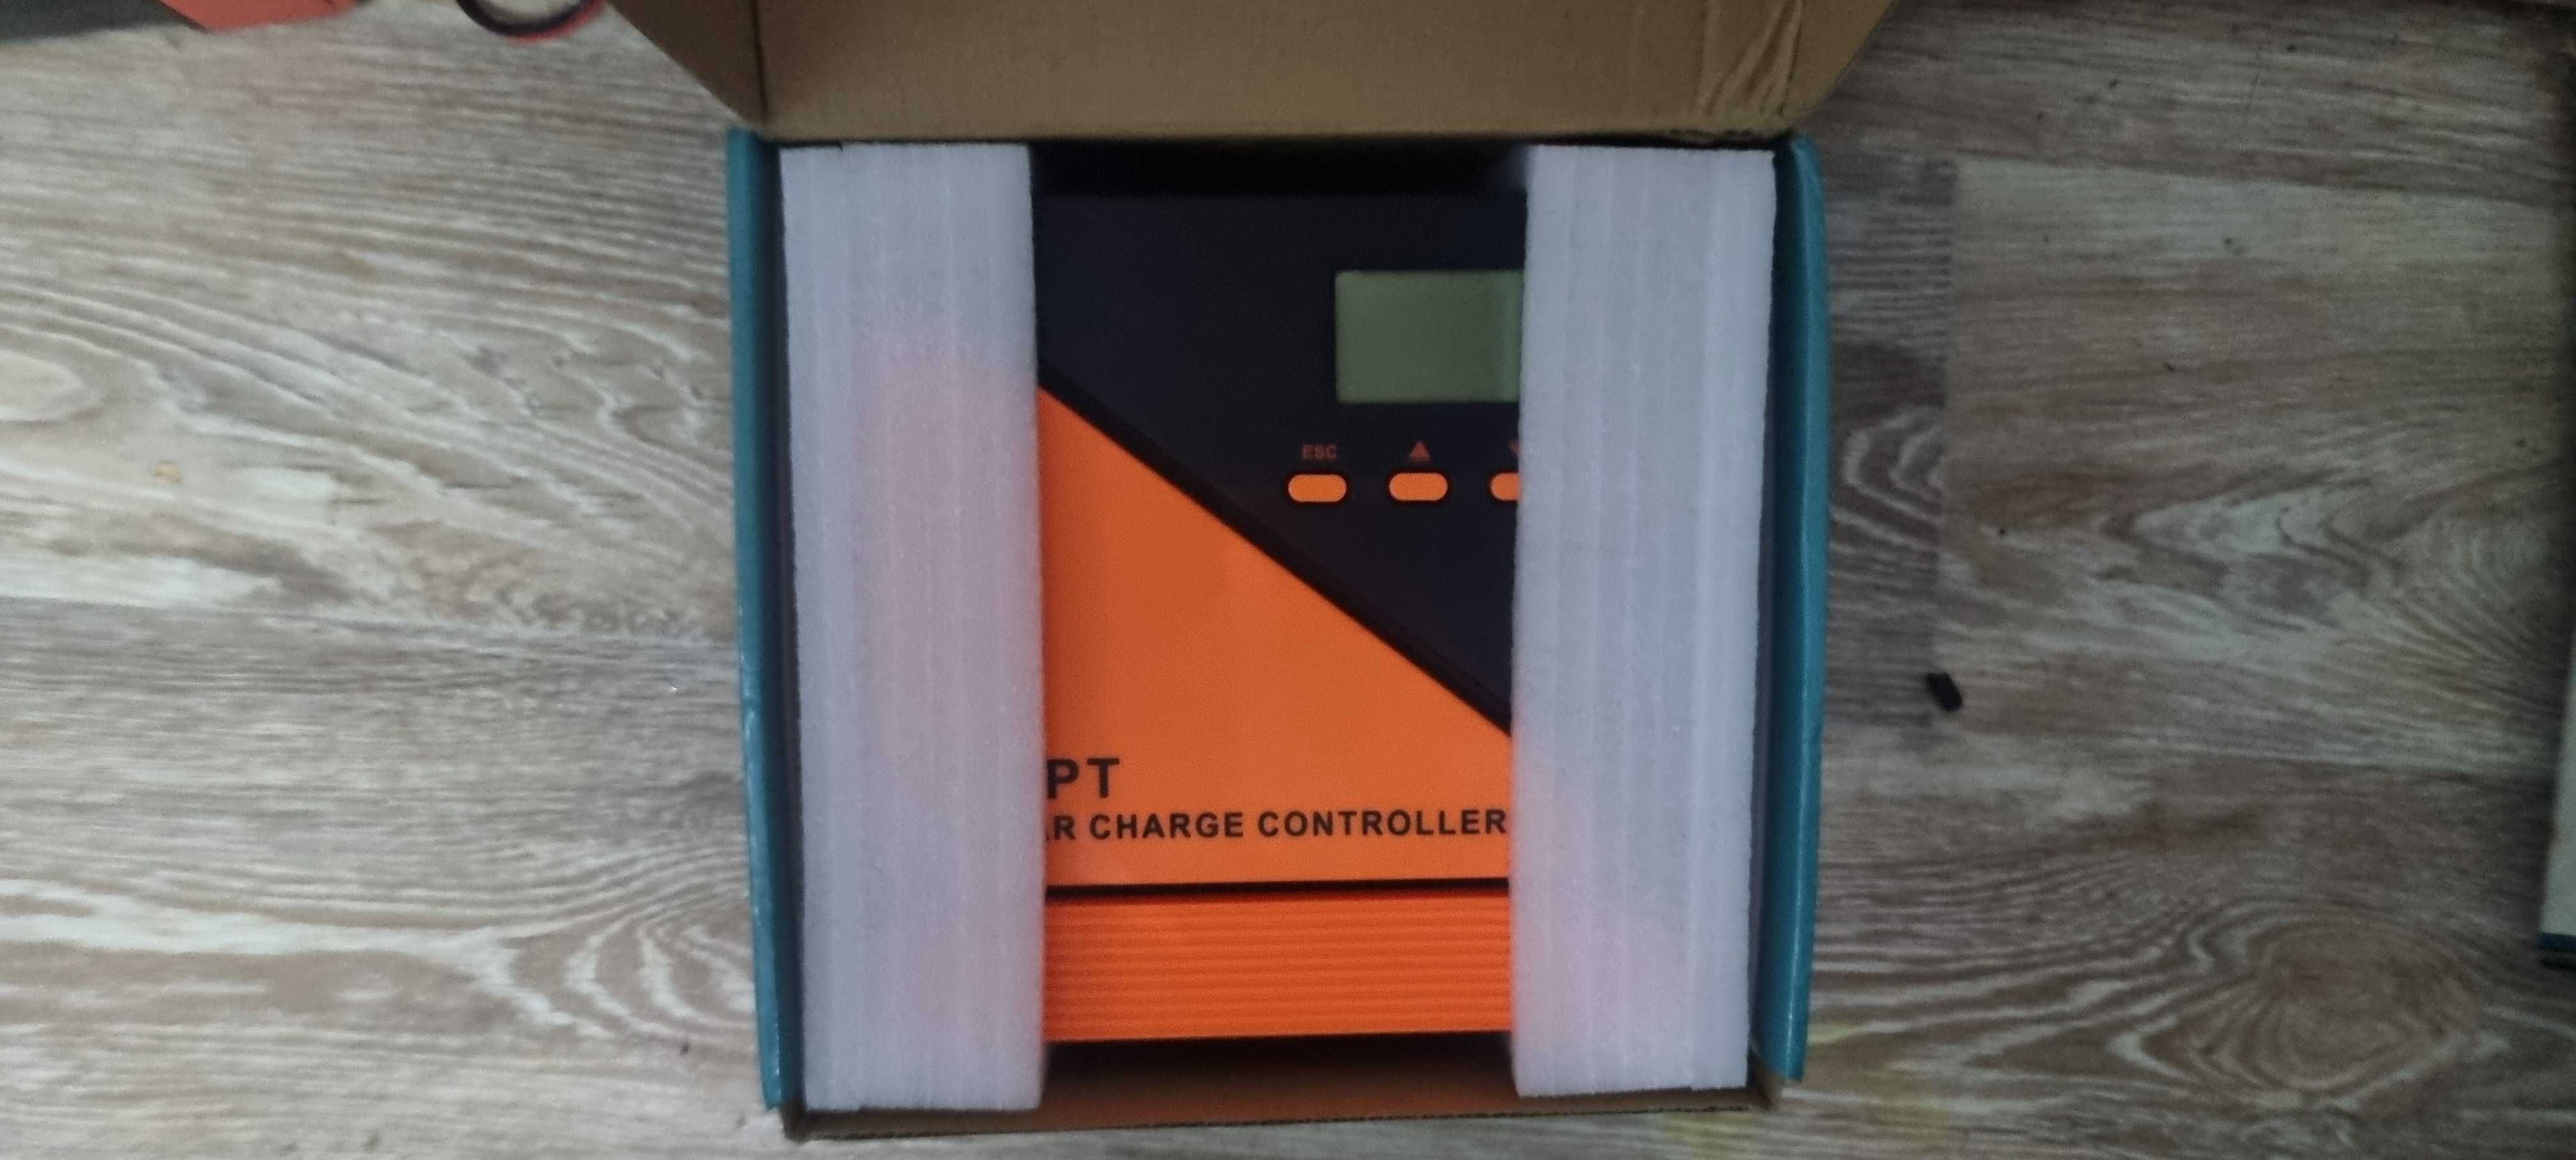 ESC ▲
PT
R CHARGE CONTROLLER